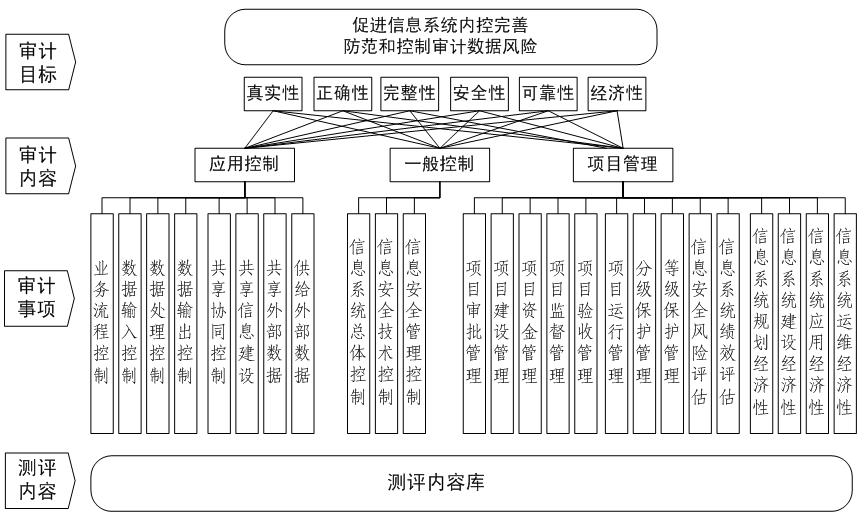 促进信息系统内控完善
防范和控制审计数据风险
审计
目标
真实性
正确性
完整性
安全性
可靠性
经济性
审计
内容
应用控制
一般控制
项目管理
审计
事项
业务流程控制
数据输入控制
数据处理控制
数据输出控制
共享协同控制
共享信息建设
共享外部数据
供给外部数据
信息系统总体控制
信息安全技术控制
信息安全管理控制
项目审批管理
项目建设管理
项目资金管理
项目监督管理
项目验收管理
项目运行管理
分级保护管理
等级保护管理
信息安全风险评估
信息系统绩效评估
信息系统规划经济性
信息系统建设经济性
信息系统应用经济性
信息系统运维经济性
测评
内容
测评内容库